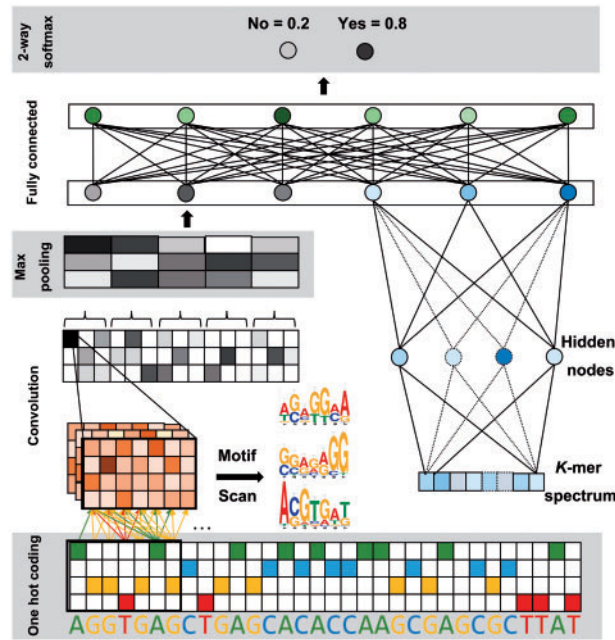 2-way softmax
No = 0.2 Yes = 0.8
Fully connected
Max pooling
Convolution
Hidden
nodes
Motif
Scan
K-mer
spectrum
...
One hot coding
AGGTGAGCTGAGCACACCAAGCGAGCGCTTAT